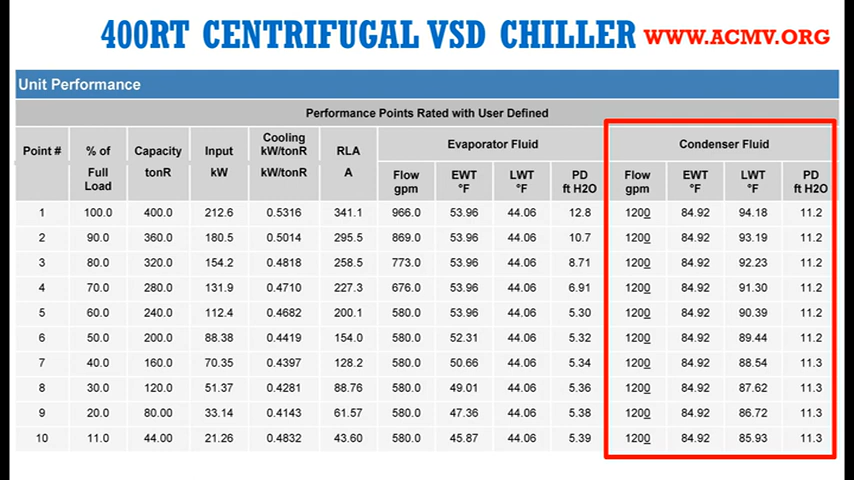 400RT CENTRIFUGAL VSD CHILLER WWW.ACMV.ORG
Unit Performance
Performance Points Rated with User Defined
Point # % of Full Load Capacity tonR Input kW Cooling kW/tonR kW/tonR RLA A Evaporator Fluid Condenser Fluid
Flow gpm EWT °F LWT °F PD ft H2O Flow gpm EWT °F LWT °F PD ft H2O
1 100.0 400.0 212.6 0.5316 341.1 966.0 53.96 44.06 12.8 1200 84.92 94.18 11.2
2 90.0 360.0 180.5 0.5014 295.5 869.0 53.96 44.06 10.7 1200 84.92 93.19 11.2
3 80.0 320.0 154.2 0.4818 258.5 773.0 53.96 44.06 8.71 1200 84.92 92.23 11.2
4 70.0 280.0 131.9 0.4710 227.3 676.0 53.96 44.06 6.91 1200 84.92 91.30 11.2
5 60.0 240.0 112.4 0.4682 200.1 580.0 53.96 44.06 5.30 1200 84.92 90.39 11.2
6 50.0 200.0 88.38 0.4419 154.0 580.0 52.31 44.06 5.32 1200 84.92 89.44 11.2
7 40.0 160.0 70.35 0.4397 128.2 580.0 50.66 44.06 5.34 1200 84.92 88.54 11.3
8 30.0 120.0 51.37 0.4281 88.76 580.0 49.01 44.06 5.36 1200 84.92 87.62 11.3
9 20.0 80.00 33.14 0.4143 61.57 580.0 47.36 44.06 5.38 1200 84.92 86.72 11.3
10 11.0 44.00 21.26 0.4832 43.60 580.0 45.87 44.06 5.39 1200 84.92 85.93 11.3